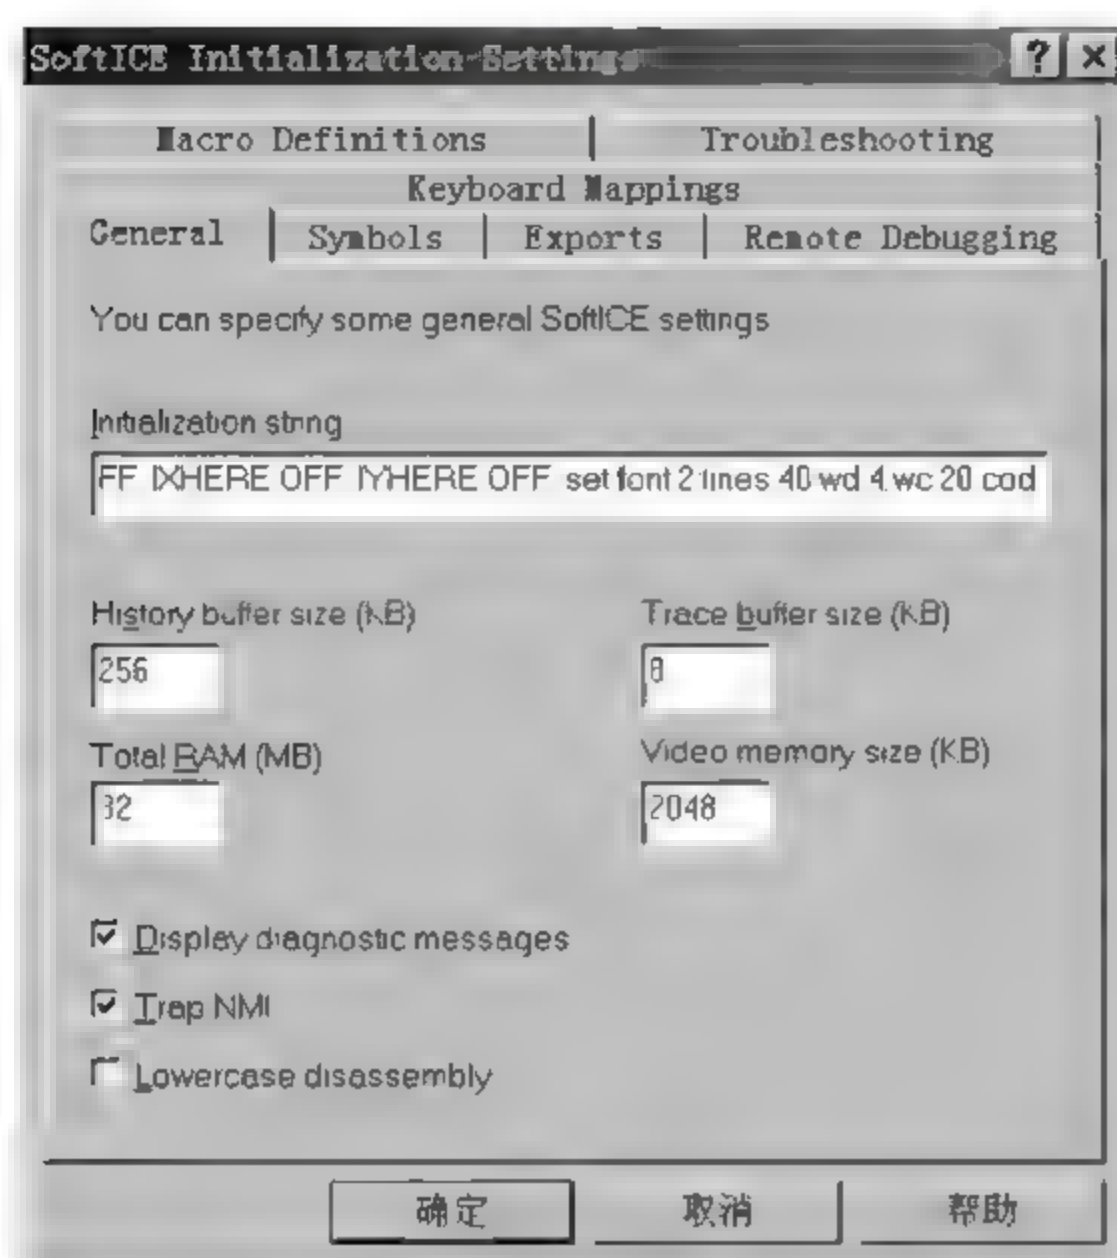 SoftICE Initialization Settings
Macro Definitions Troubleshooting
Keyboard Mappings
General Symbols Exports Remote Debugging
You can specify some general SoftICE settings
Initialization string
FF IXHERE OFF IYHERE OFF set font 2 lines 40 wd 4 wc 20 cod
History buffer size (KB) Trace buffer size (KB)
256 8
Total RAM (MB) Video memory size (KB)
32 2048
Display diagnostic messages
Trap NMI
Lowercase disassembly
确定 取消 帮助